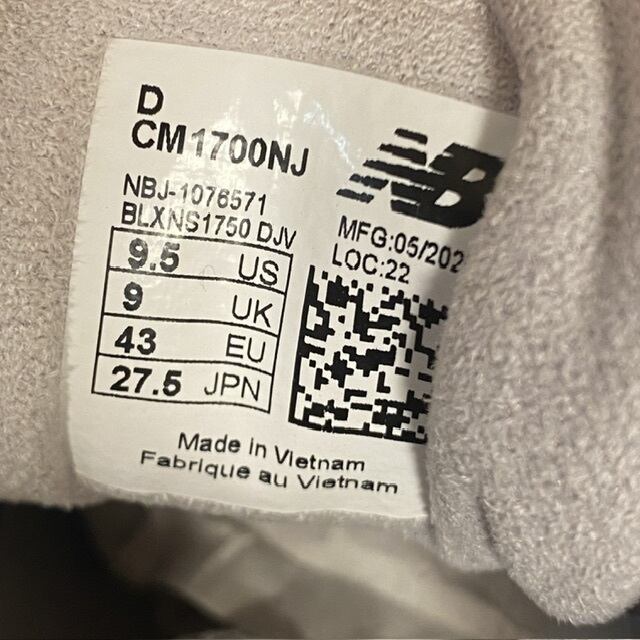 D
CM1700NJ
NBJ-1076571
BLXNS1750 DJV
9.5 US
9 UK
43 EU
27.5 JPN
NB
MFG:05/202
LOC:22
Made in Vietnam
Fabrique au Vietnam